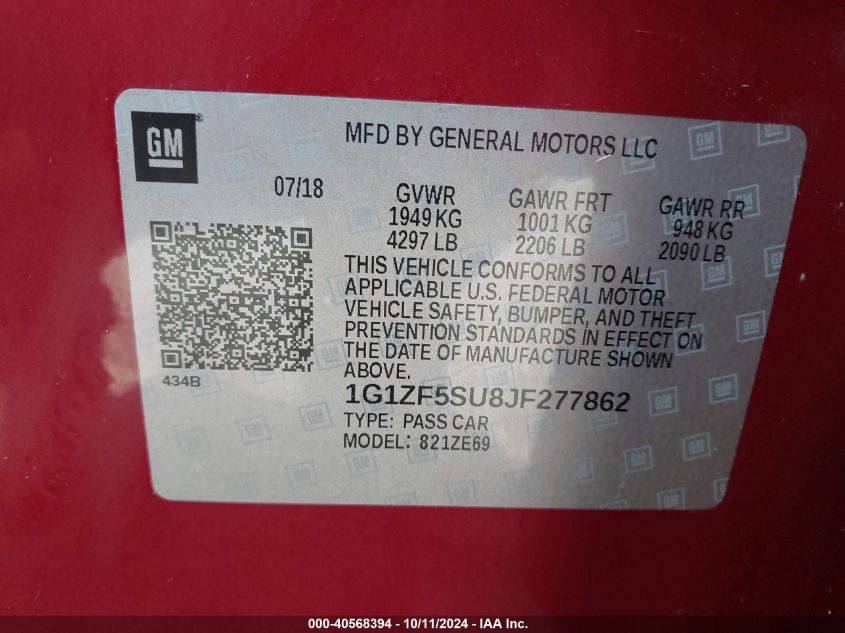 GM
MFD BY GENERAL MOTORS LLC
07/18
GVWR
1949 KG
4297 LB
GAWR FRT
1001 KG
2206 LB
GAWR RR
948 KG
2090 LB
THIS VEHICLE CONFORMS TO ALL
APPLICABLE U.S. FEDERAL MOTOR
VEHICLE SAFETY, BUMPER, AND THEFT
PREVENTION STANDARDS IN EFFECT ON
THE DATE OF MANUFACTURE SHOWN
ABOVE.
434B
1G1ZF5SU8JF277862
TYPE: PASS CAR
MODEL: 821ZE69
000-40568394 - 10/11/2024 - IAA Inc.